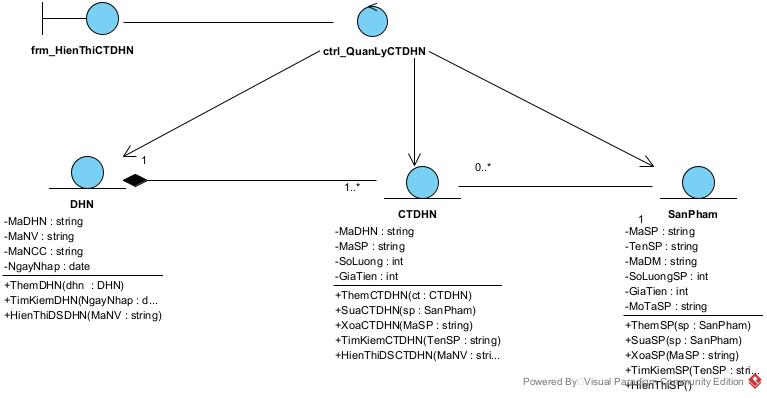 frm_HienThiCTDHN
ctrl_QuanLyCTDHN
1
1..*
0..*
1
DHN
-MaDHN : string
-MaNV : string
-MaNCC : string
-NgayNhap : date
+ThemDHN(dhn : DHN)
+TimKiemDHN(NgayNhap : d...
+HienThiDSDHN(MaNV : string)
CTDHN
-MaDHN : string
-MaSP : string
-SoLuong : int
-GiaTien : int
+ThemCTDHN(ct : CTDHN)
+SuaCTDHN(sp : SanPham)
+XoaCTDHN(MaSP : string)
+TimKiemCTDHN(TenSP : string)
+HienThiDSCTDHN(MaNV : stri...
SanPham
-MaSP : string
-TenSP : string
-MaDM : string
-SoLuongSP : int
-GiaTien : int
-MoTaSP : string
+ThemSP(sp : SanPham)
+SuaSP(sp : SanPham)
+XoaSP(MaSP : string)
+TimKiemSP(TenSP : stri...
+HienThiSP()
Powered By Visual Paradigm Community Edition